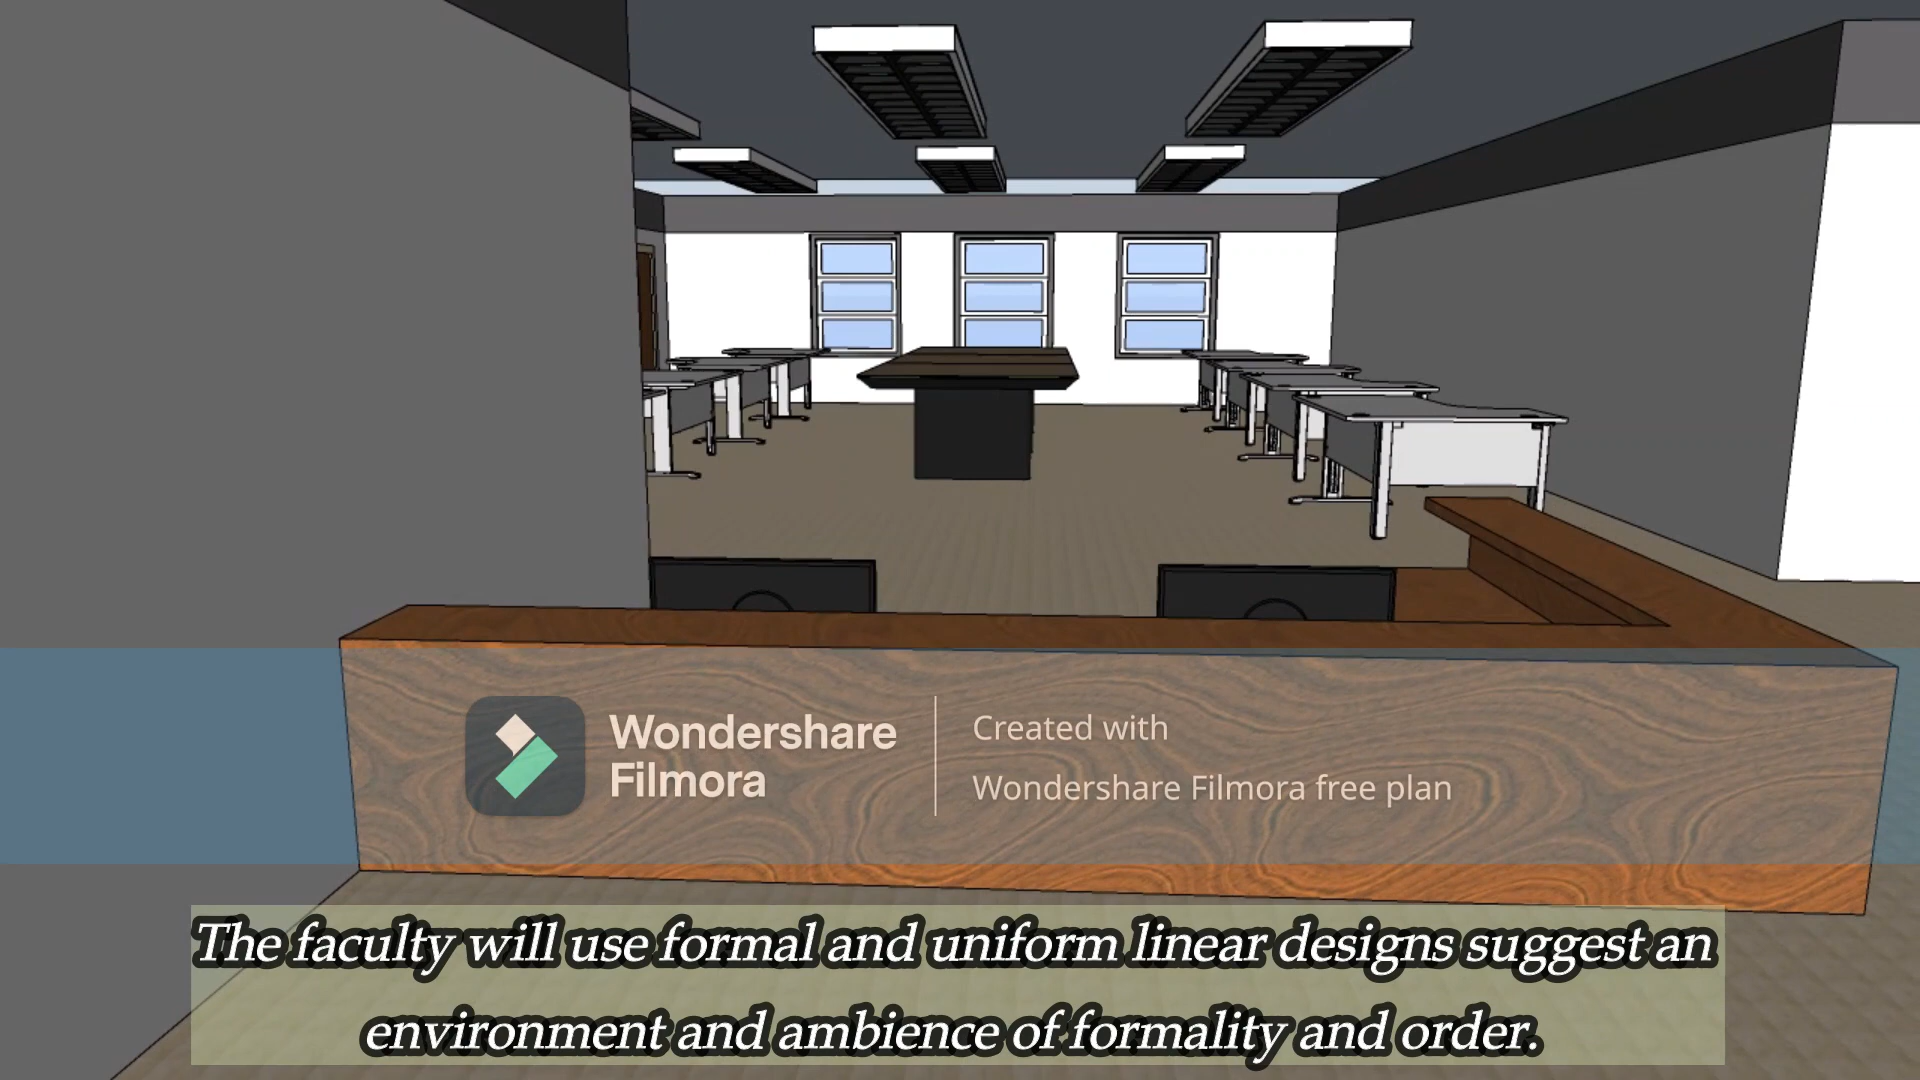 Wondershare
Filmora
Created with
Wondershare Filmora free plan
The faculty will use formal and uniform linear designs suggest an
environment and ambience of formality and order.